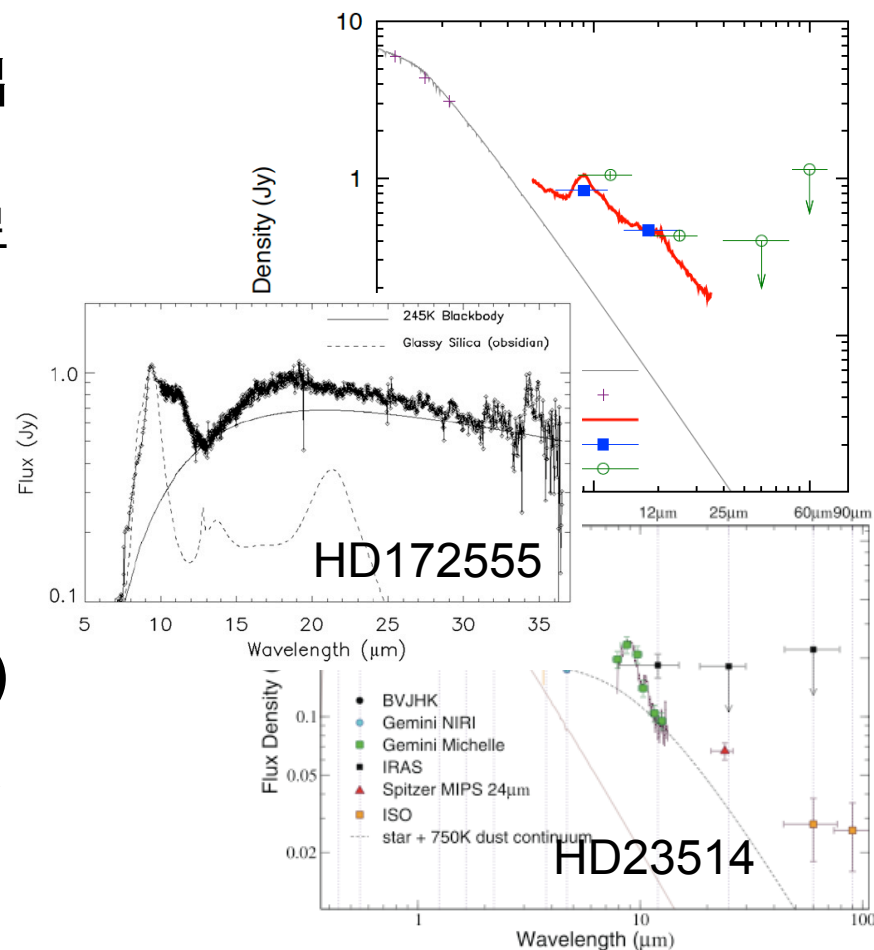 10
1
Density (Jy)
245K Blackbody
Glassy Silica (obsidian)
1.0
0.1
Flux (Jy)
HD172555
5 10 15 20 25 30 35
Wavelength (μm)
12μm 25μm 60μm90μm
0.1
0.05
0.02
Flux Density
BVJHK
Gemini NIRI
Gemini Michelle
IRAS
Spitzer MIPS 24μm
ISO
star + 750K dust continuum
HD23514
1 10 100
Wavelength (μm)
)